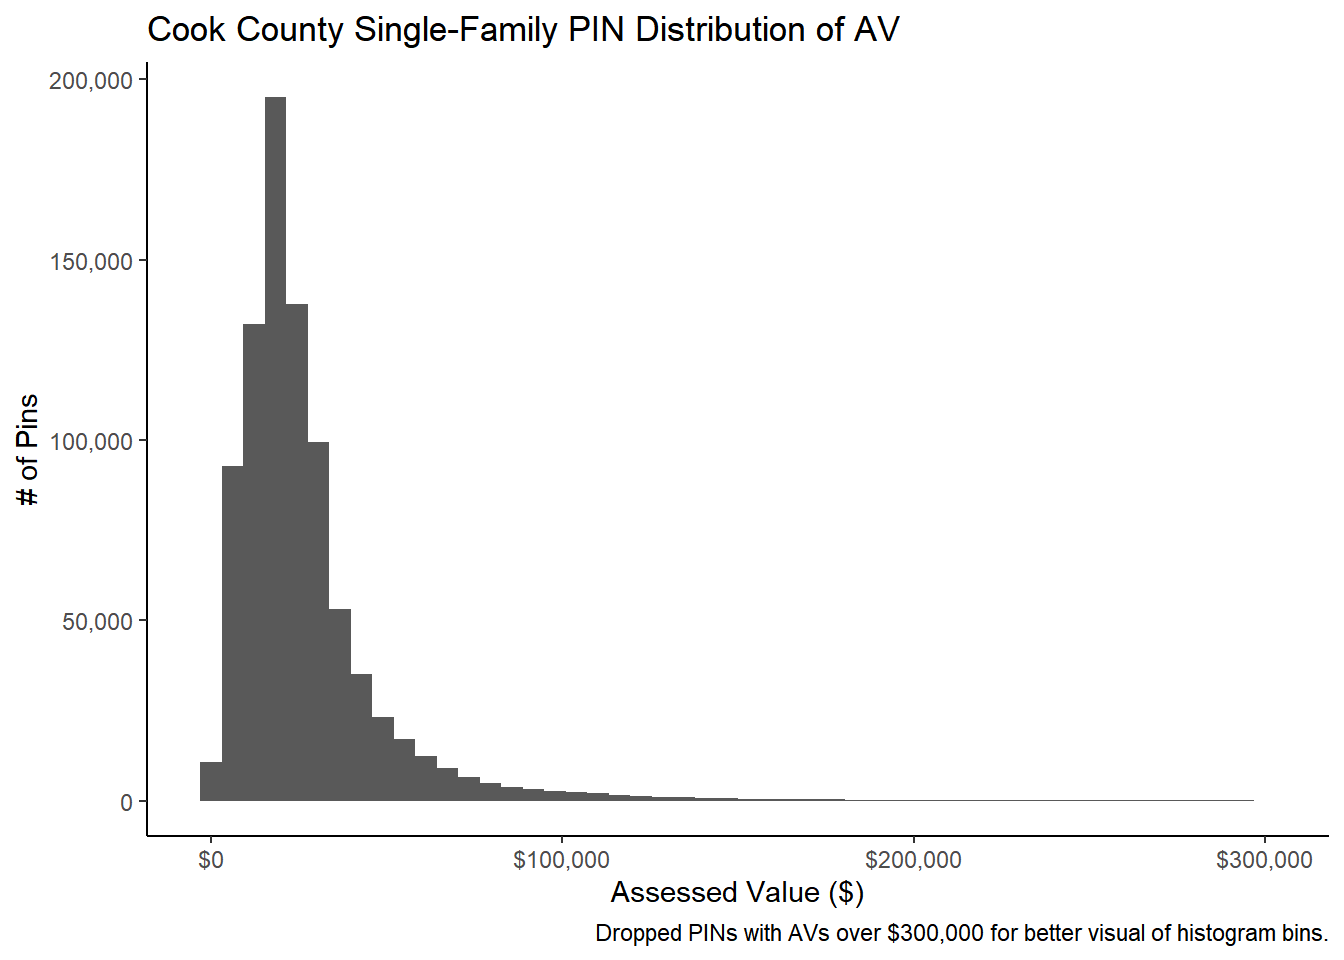 Cook County Single-Family PIN Distribution of AV
200,000
150,000
100,000
50,000
0
# of Pins
$0
$100,000
$200,000
$300,000
Assessed Value ($)
Dropped PINs with AVs over $300,000 for better visual of histogram bins.